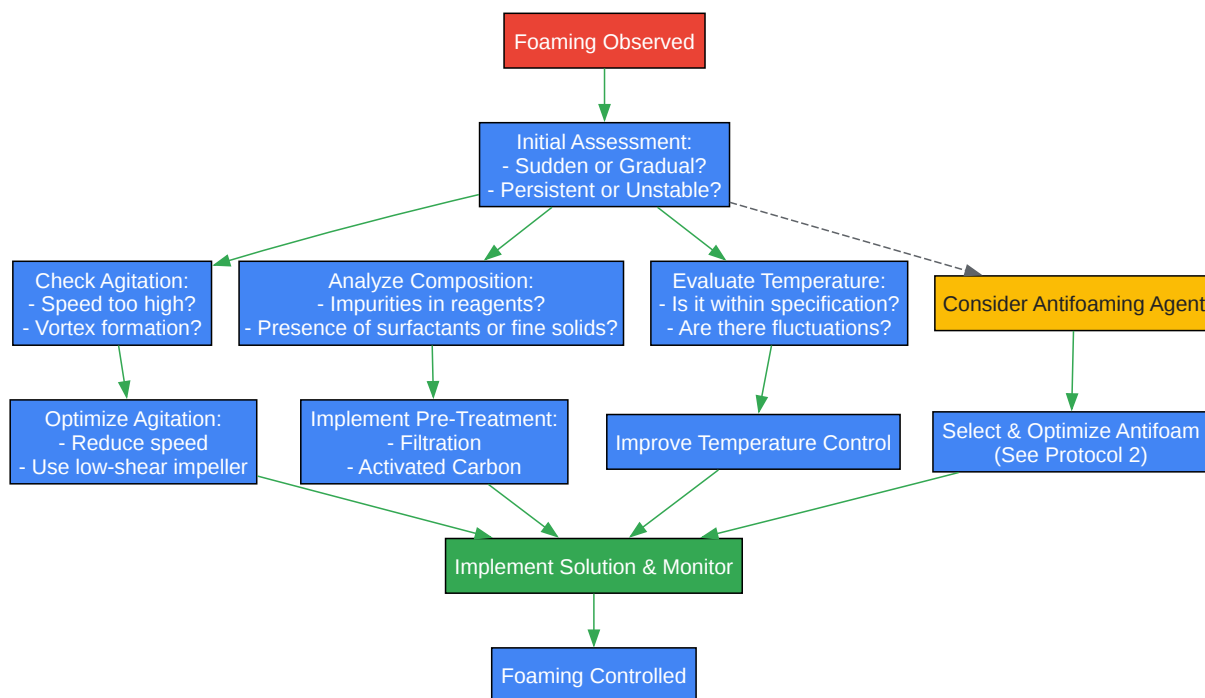 Foaming Observed
Initial Assessment:
- Sudden or Gradual?
- Persistent or Unstable?
Check Agitation:
- Speed too high?
- Vortex formation?
Analyze Composition:
- Impurities in reagents?
- Presence of surfactants or fine solids?
Evaluate Temperature:
- Is it within specification?
- Are there fluctuations?
Consider Antifoaming Agent
Optimize Agitation:
- Reduce speed
- Use low-shear impeller
Implement Pre-Treatment:
- Filtration
- Activated Carbon
Improve Temperature Control
Select & Optimize Antifoam
(See Protocol 2)
Implement Solution & Monitor
Foaming Controlled